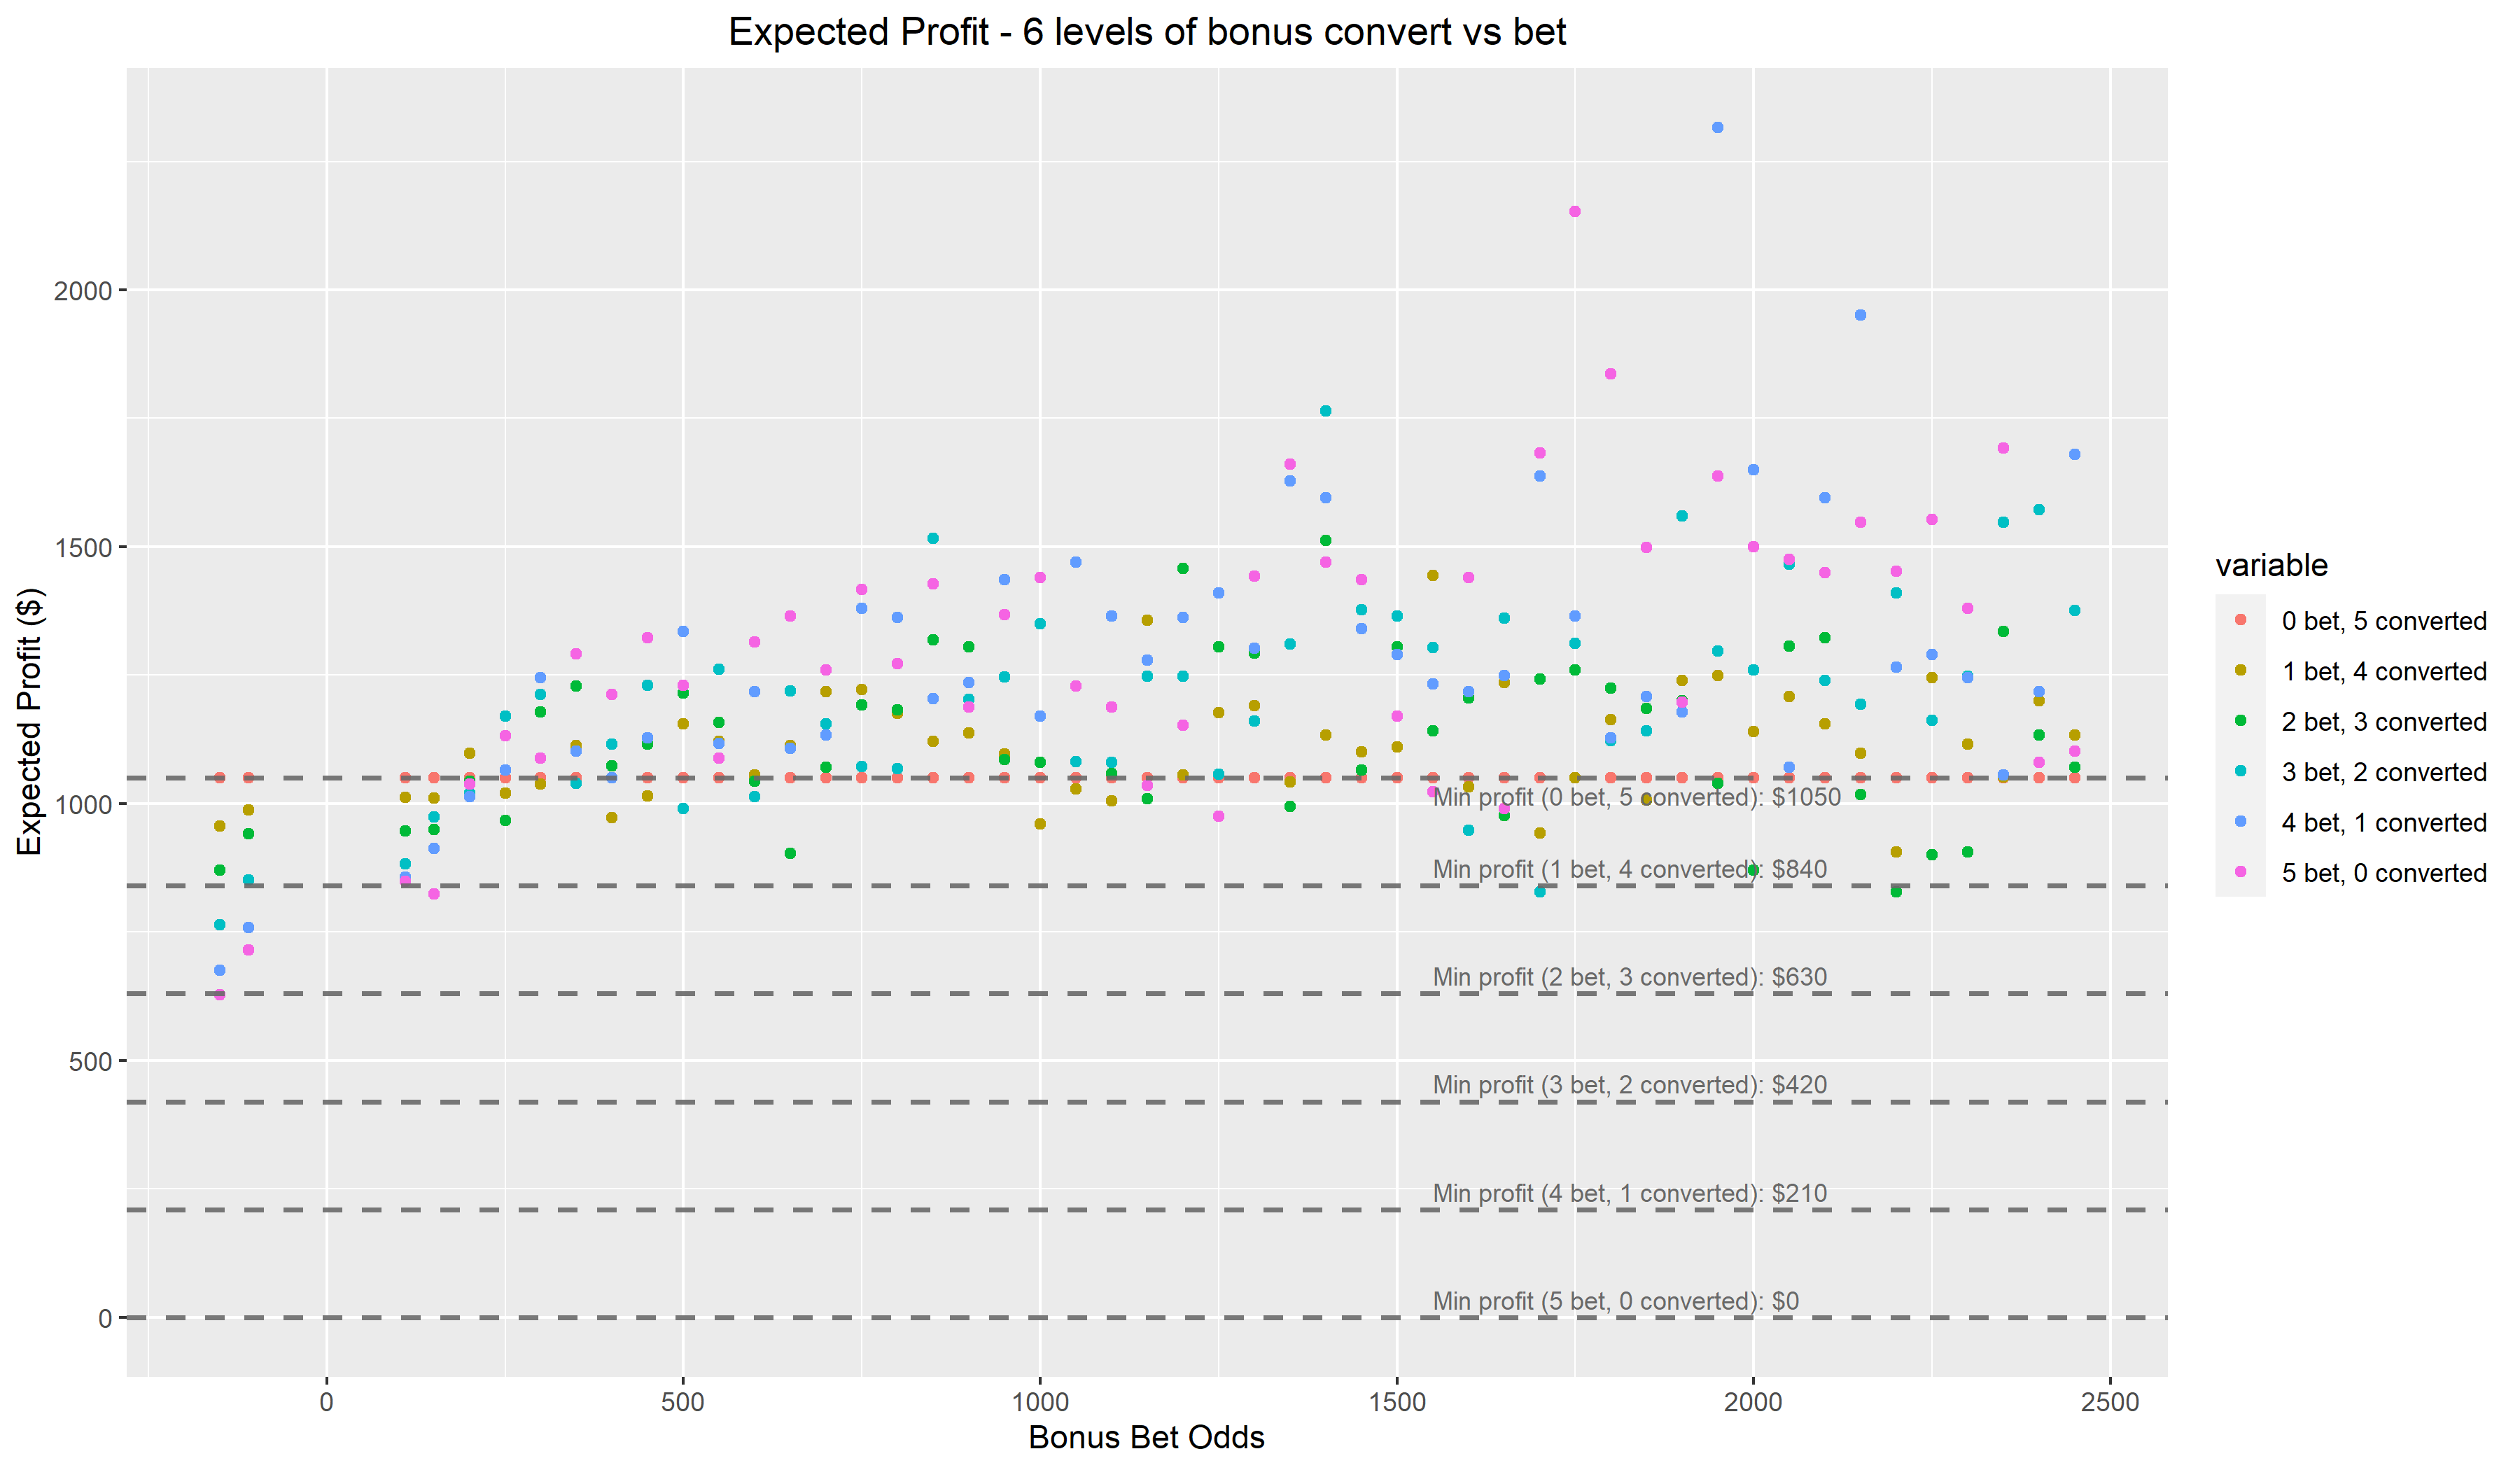 Expected Profit - 6 levels of bonus convert vs bet
Expected Profit ($)
2000
1500
1000
500
0
Min profit (0 bet, 5 converted): $1050
Min profit (1 bet, 4 converted): $840
Min profit (2 bet, 3 converted): $630
Min profit (3 bet, 2 converted): $420
Min profit (4 bet, 1 converted): $210
Min profit (5 bet, 0 converted): $0
0
500
1000
1500
2000
2500
Bonus Bet Odds
variable
0 bet, 5 converted
1 bet, 4 converted
2 bet, 3 converted
3 bet, 2 converted
4 bet, 1 converted
5 bet, 0 converted